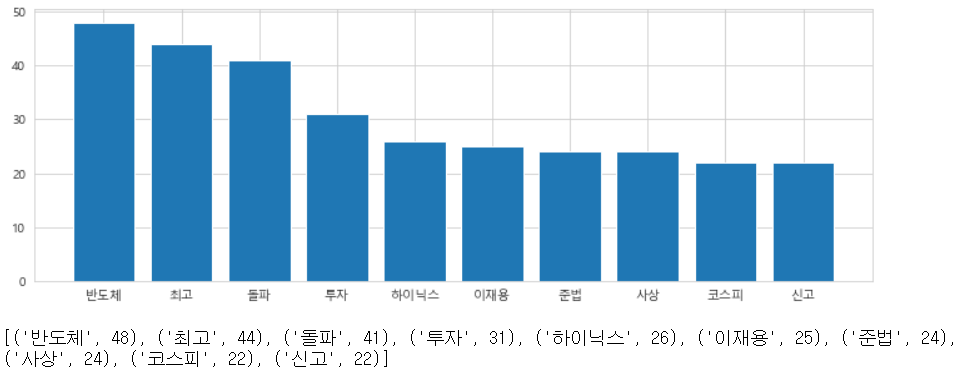 50
40
30
20
10
0
반도체 최고 돌파 투자 하이닉스 이재용 준법 사상 코스피 신고
[('반도체', 48), ('최고', 44), ('돌파', 41), ('투자', 31), ('하이닉스', 26), ('이재용', 25), ('준법', 24),
('사상', 24), ('코스피', 22), ('신고', 22)]